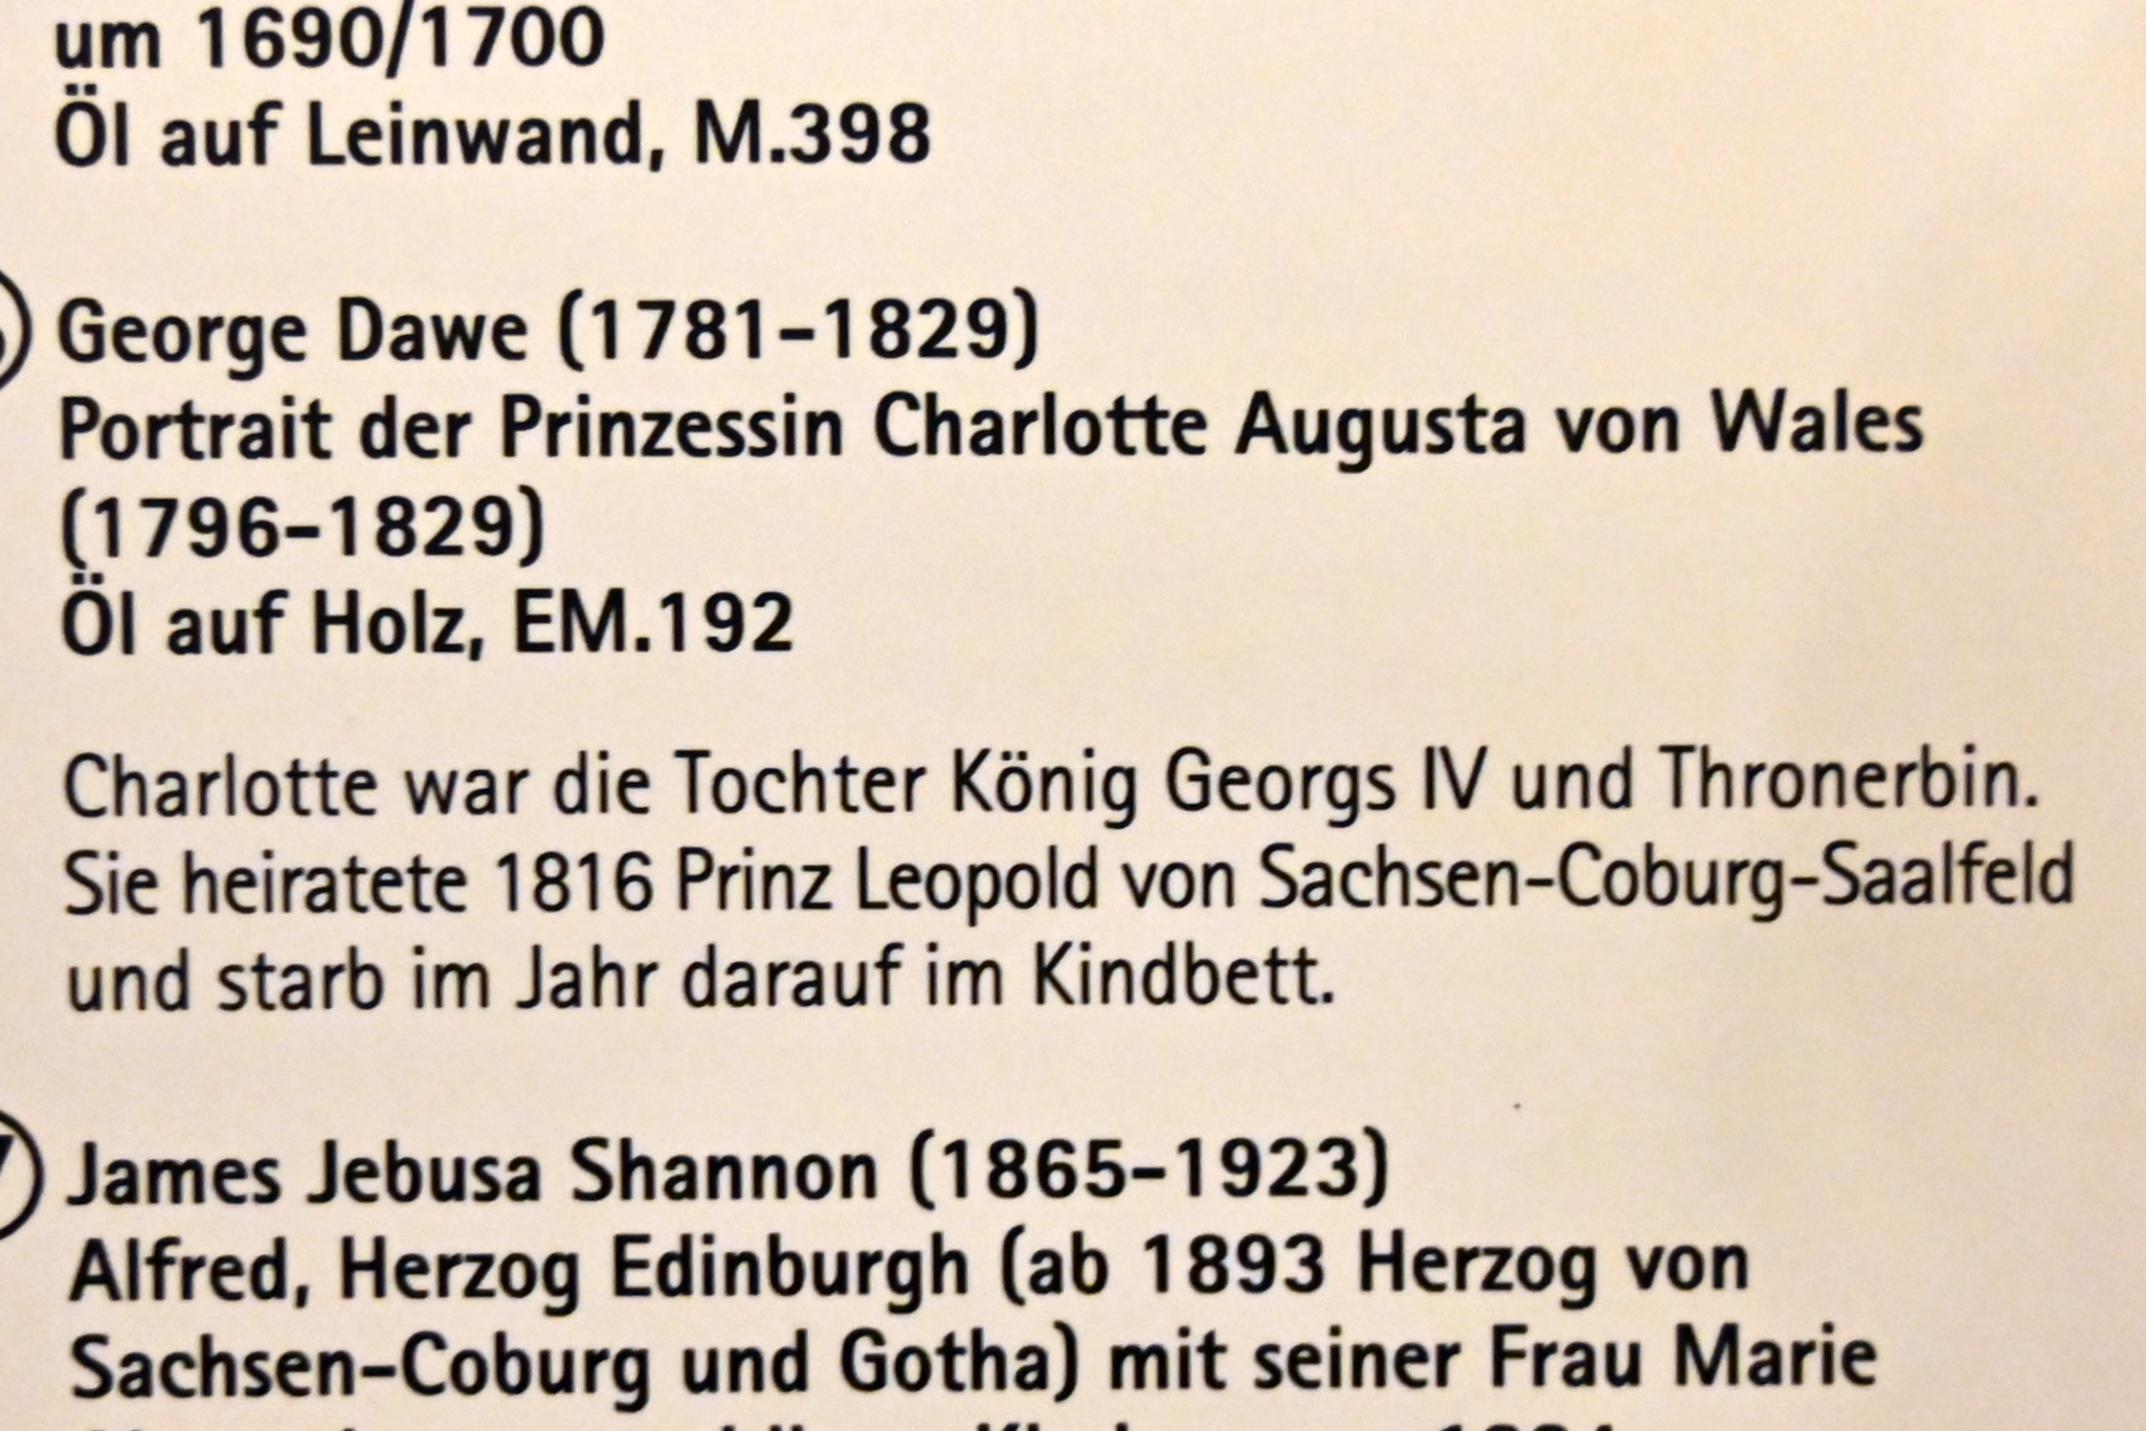 um 1690/1700
Öl auf Leinwand, M.398
George Dawe (1781-1829)
Portrait der Prinzessin Charlotte Augusta von Wales
(1796-1829)
Öl auf Holz, EM.192
Charlotte war die Tochter König Georgs IV und Thronerbin.
Sie heiratete 1816 Prinz Leopold von Sachsen-Coburg-Saalfeld
und starb im Jahr darauf im Kindbett.
James Jebusa Shannon (1865-1923)
Alfred, Herzog Edinburgh (ab 1893 Herzog von
Sachsen-Coburg und Gotha) mit seiner Frau Marie